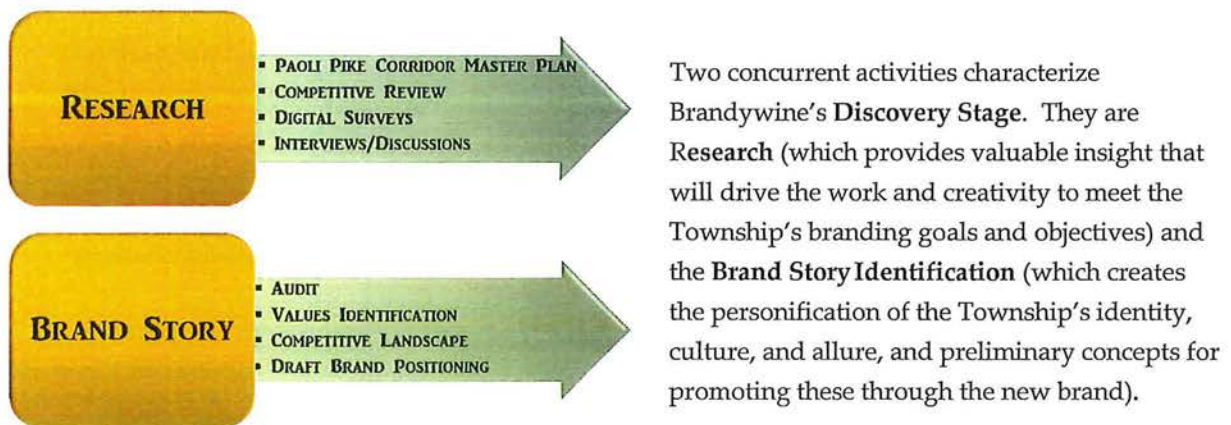 RESEARCH
▪ PAOLI PIKE CORRIDOR MASTER PLAN
▪ COMPETITIVE REVIEW
▪ DIGITAL SURVEYS
▪ INTERVIEWS/DISCUSSIONS
BRAND STORY
▪ AUDIT
▪ VALUES IDENTIFICATION
▪ COMPETITIVE LANDSCAPE
▪ DRAFT BRAND POSITIONING
Two concurrent activities characterize
Brandywine's Discovery Stage. They are
Research (which provides valuable insight that
will drive the work and creativity to meet the
Township's branding goals and objectives) and
the Brand Story Identification (which creates
the personification of the Township's identity,
culture, and allure, and preliminary concepts for
promoting these through the new brand).